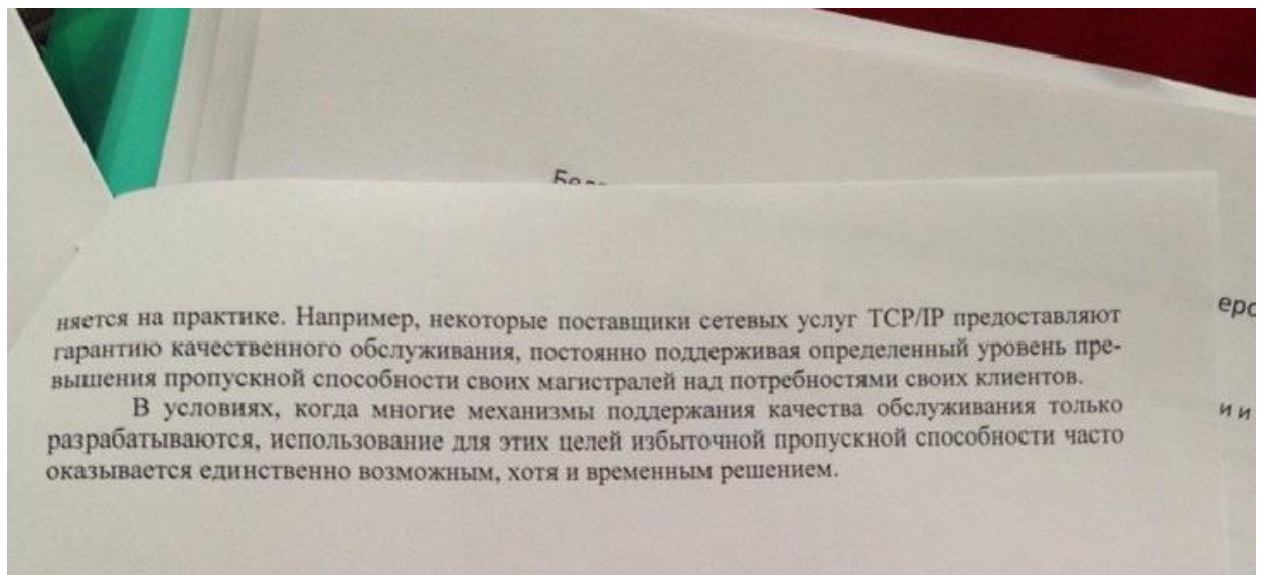 няется на практике. Например, некоторые поставщики сетевых услуг TCP/IP предоставляют
гарантию качественного обслуживания, постоянно поддерживая определенный уровень пре-
вышения пропускной способности своих магистралей над потребностями своих клиентов.
В условиях, когда многие механизмы поддержания качества обслуживания только
разрабатываются, использование для этих целей избыточной пропускной способности часто
оказывается единственно возможным, хотя и временным решением.
и и